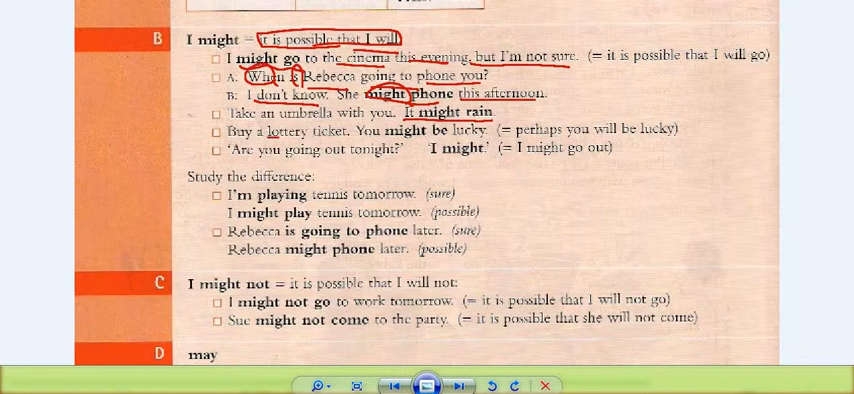 B I might = it is possible that I will
I might go to the cinema this evening, but I'm not sure. (= it is possible that I will go)
A: When is Rebecca going to phone you?
B: I don't know. She might phone this afternoon.
Take an umbrella with you. It might rain.
Buy a lottery ticket. You might be lucky. (= perhaps you will be lucky)
'Are you going out tonight?' 'I might.' (= I might go out)
Study the difference:
I'm playing tennis tomorrow. (sure)
I might play tennis tomorrow. (possible)
Rebecca is going to phone later. (sure)
Rebecca might phone later. (possible)
C I might not = it is possible that I will not:
I might not go to work tomorrow. (= it is possible that I will not go)
Sue might not come to the party. (= it is possible that she will not come)
D may